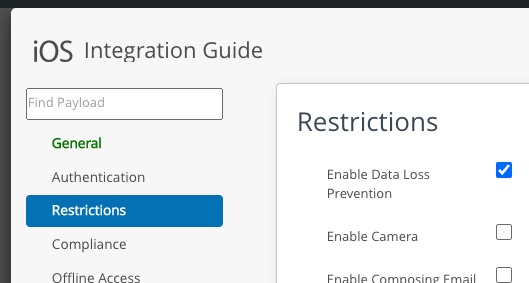 iOS Integration Guide
Find Payload
General
Authentication
Restrictions
Compliance
Offline Access
Restrictions
Enable Data Loss
Prevention
Enable Camera
Enable Composing Email